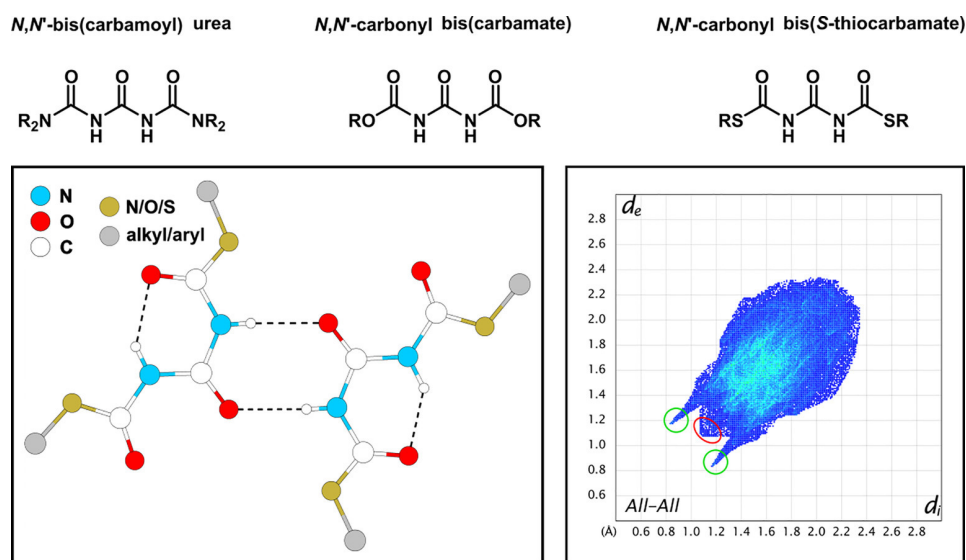 N,N'-bis(carbamoyl) urea
N,N'-carbonyl bis(carbamate)
N,N'-carbonyl bis(S-thiocarbamate)
O O O
R2N N H N H NR2
O O O
RO N H N H OR
O O O
RS N H N H SR
N
O
C
N/O/S
alkyl/aryl
de
2.8
2.6
2.4
2.2
2.0
1.8
1.6
1.4
1.2
1.0
0.8
0.6
All–All
di
(Å) 0.6 0.8 1.0 1.2 1.4 1.6 1.8 2.0 2.2 2.4 2.6 2.8